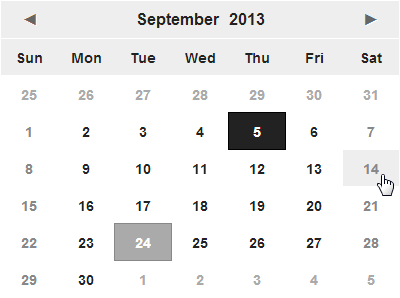 ◄ September 2013 ►
Sun Mon Tue Wed Thu Fri Sat
25 26 27 28 29 30 31
1 2 3 4 5 6 7
8 9 10 11 12 13 14
15 16 17 18 19 20 21
22 23 24 25 26 27 28
29 30 1 2 3 4 5